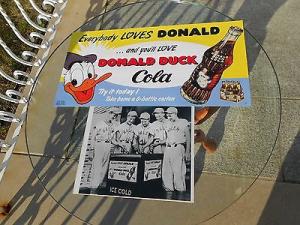 Everybody LOVES DONALD
... and you'll LOVE
DONALD DUCK
Cola
Try it today!
Take home a 6-bottle carton
ICE COLD